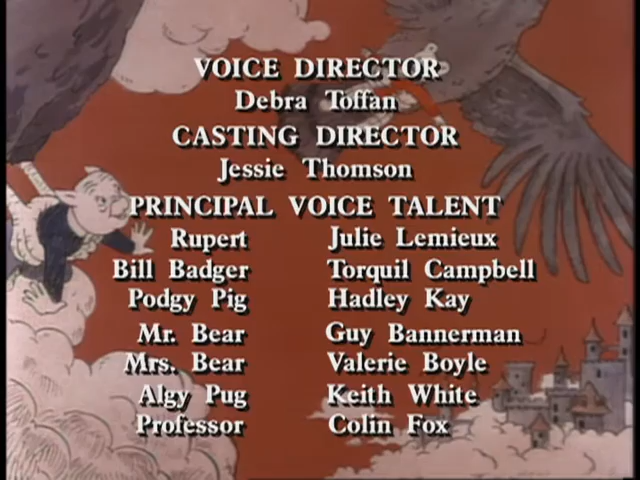 VOICE DIRECTOR
Debra Toffan
CASTING DIRECTOR
Jessie Thomson
PRINCIPAL VOICE TALENT
Rupert Julie Lemieux
Bill Badger Torquil Campbell
Podgy Pig Hadley Kay
Mr. Bear Guy Bannerman
Mrs. Bear Valerie Boyle
Algy Pug Keith White
Professor Colin Fox